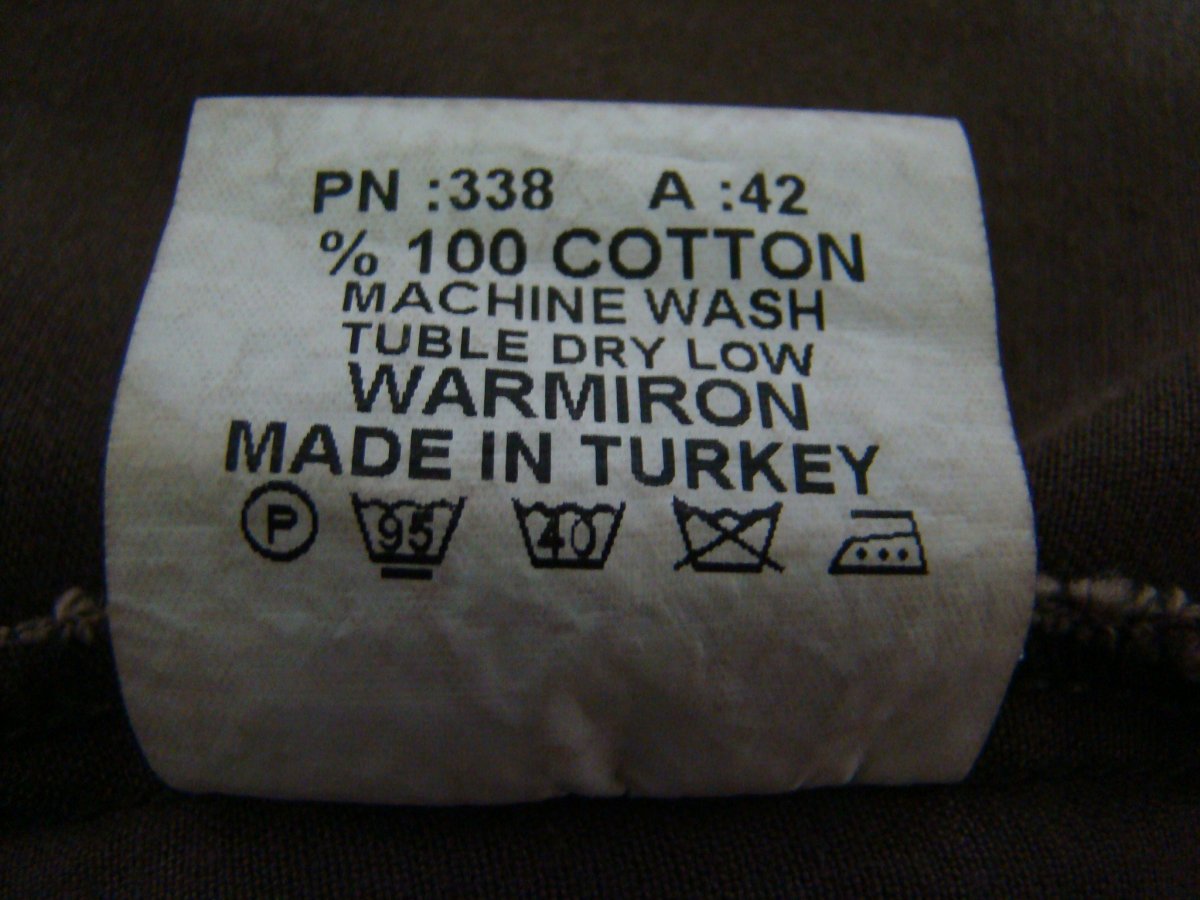 PN :338 A :42
% 100 COTTON
MACHINE WASH
TUBLE DRY LOW
WARMIRON
MADE IN TURKEY
P 95 40